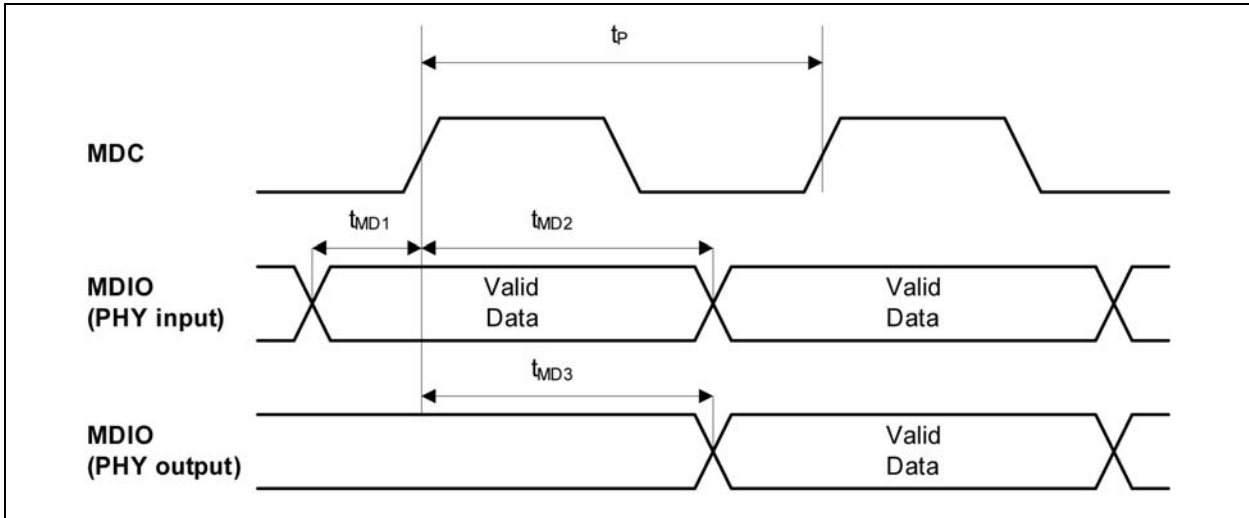 tP
MDC
tMD1
tMD2
MDIO
(PHY input)
Valid
Data
Valid
Data
tMD3
MDIO
(PHY output)
Valid
Data